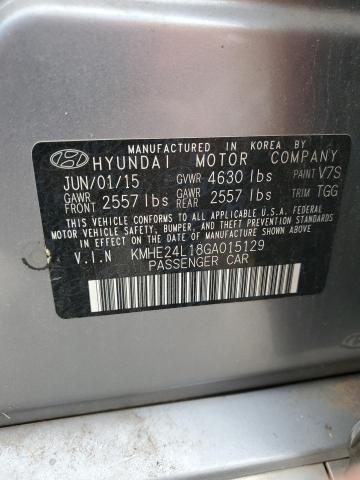 MANUFACTURED IN KOREA BY
HYUNDAI MOTOR COMPANY
JUN/01/15 GVWR 4630 lbs PAINT V7S
GAWR FRONT 2557 lbs GAWR REAR 2557 lbs TRIM TGG
THIS VEHICLE CONFORMS TO ALL APPLICABLE U.S.A. FEDERAL
MOTOR VEHICLE SAFETY, BUMPER, AND THEFT PREVENTION
STANDARDS IN EFFECT ON THE DATE OF MANUFACTURE SHOWN ABOVE.
V.I.N KMHE24L18GA015129
PASSENGER CAR